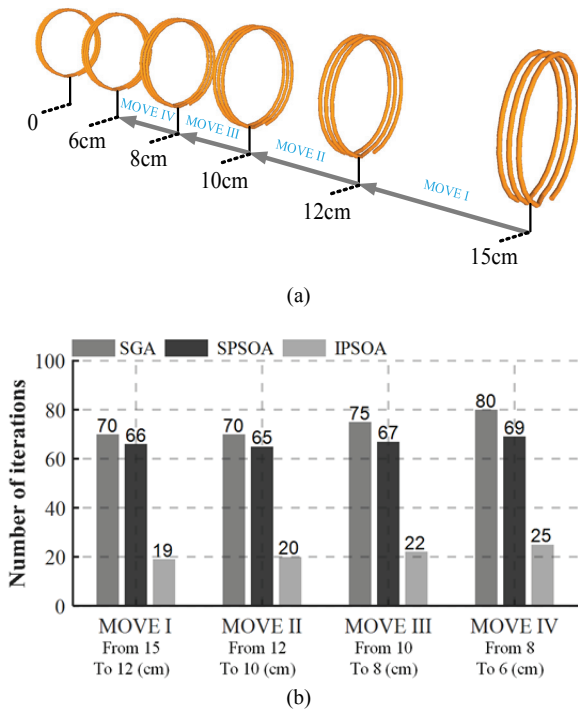 MOVE IV
MOVE III
MOVE II
MOVE I
0
6cm
8cm
10cm
12cm
15cm
(a)
SGA SPSOA IPSOA
Number of iterations
100
80
60
40
20
0
70 66 19
70 65 20
75 67 22
80 69 25
MOVE I MOVE II MOVE III MOVE IV
From 15 From 12 From 10 From 8
To 12 (cm) To 10 (cm) To 8 (cm) To 6 (cm)
(b)